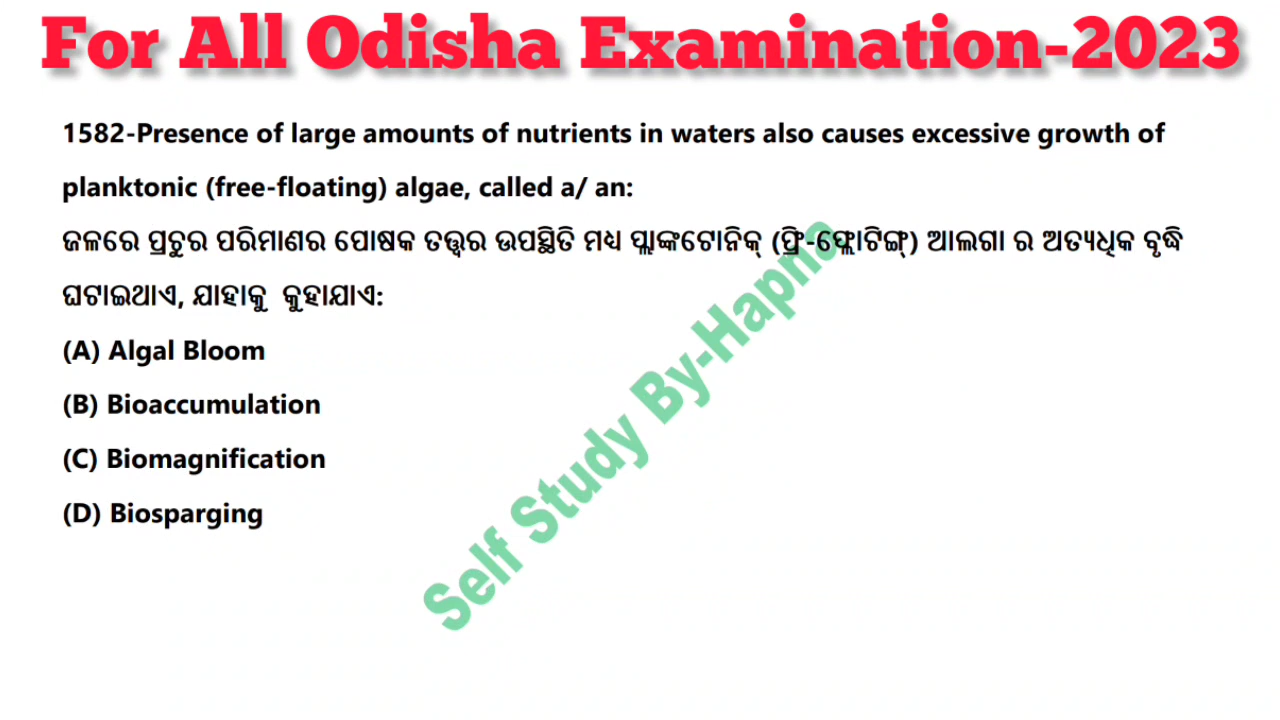 For All Odisha Examination-2023
1582-Presence of large amounts of nutrients in waters also causes excessive growth of
planktonic (free-floating) algae, called a/ an:
ଜଳରେ ପ୍ରଚୁର ପରିମାଣର ପୋଷକ ତତ୍ତ୍ୱର ଉପସ୍ଥିତି ମଧ୍ୟ ପ୍ଲାଙ୍କଟୋନିକ୍ (ଫ୍ରି-ଫ୍ଲୋଟିଙ୍ଗ୍) ଆଲଗା ର ଅତ୍ୟଧିକ ବୃଦ୍ଧି
ଘଟାଇଥାଏ, ଯାହାକୁ କୁହାଯାଏ:
(A) Algal Bloom
(B) Bioaccumulation
(C) Biomagnification
(D) Biosparging
Self Study By-Hapna